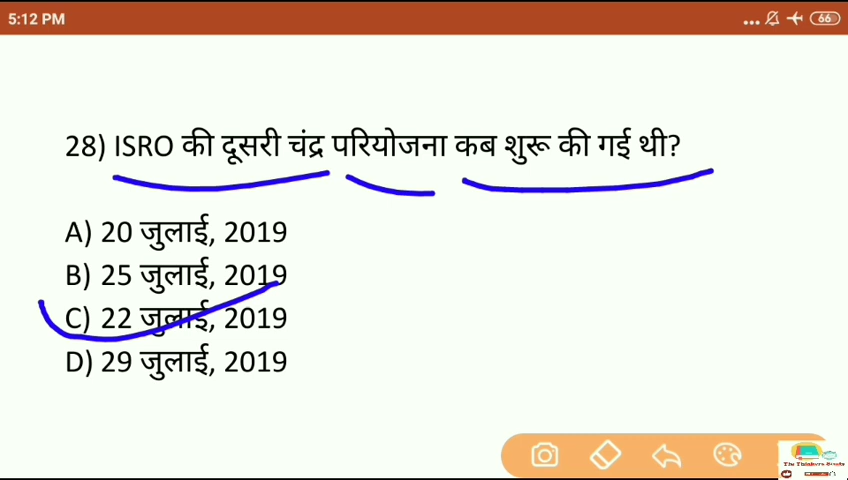 5:12 PM
66
28) ISRO की दूसरी चंद्र परियोजना कब शुरू की गई थी?
A) 20 जुलाई, 2019
B) 25 जुलाई, 2019
C) 22 जुलाई, 2019
D) 29 जुलाई, 2019